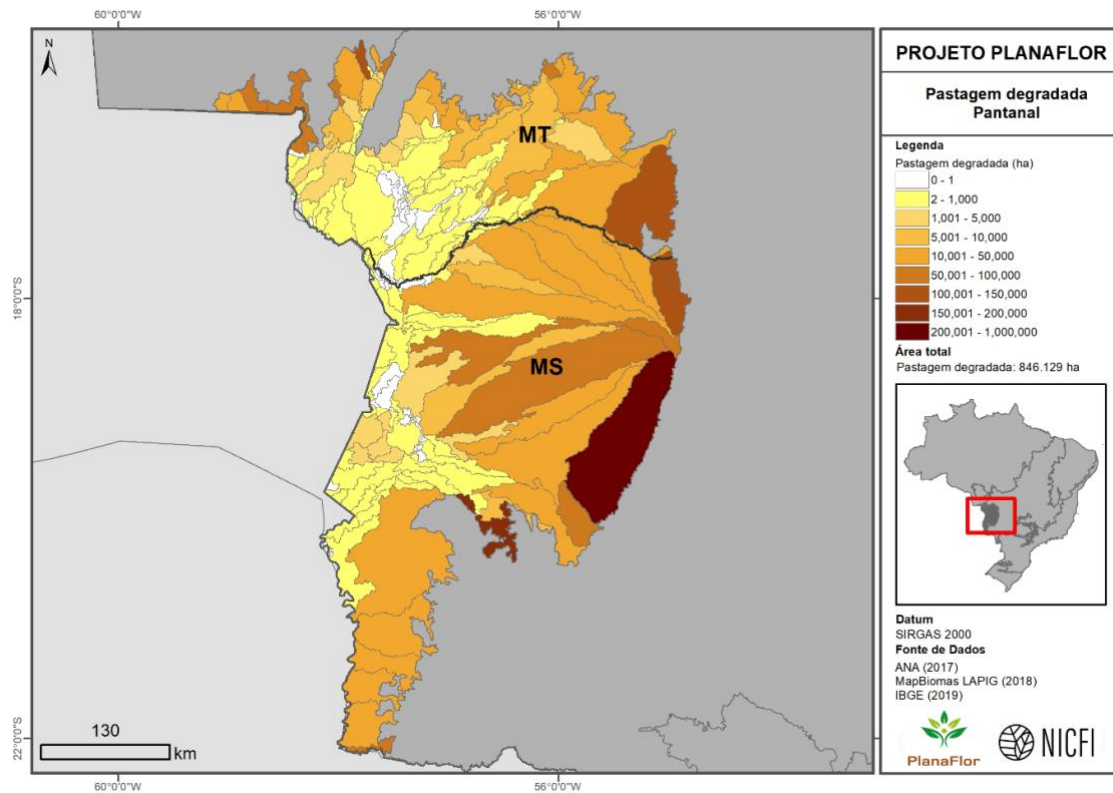 60°0'0"W
56°0'0"W
N
MT
MS
18°0'0"S
22°0'0"S
130
km
60°0'0"W
56°0'0"W
PROJETO PLANAFLOR
Pastagem degradada
Pantanal
Legenda
Pastagem degradada (ha)
0 - 1
2 - 1,000
1,001 - 5,000
5,001 - 10,000
10,001 - 50,000
50,001 - 100,000
100,001 - 150,000
150,001 - 200,000
200,001 - 1,000,000
Área total
Pastagem degradada: 846.129 ha
Datum
SIRGAS 2000
Fonte de Dados
ANA (2017)
MapBiomas LAPIG (2018)
IBGE (2019)
PlanaFlor
NICFI